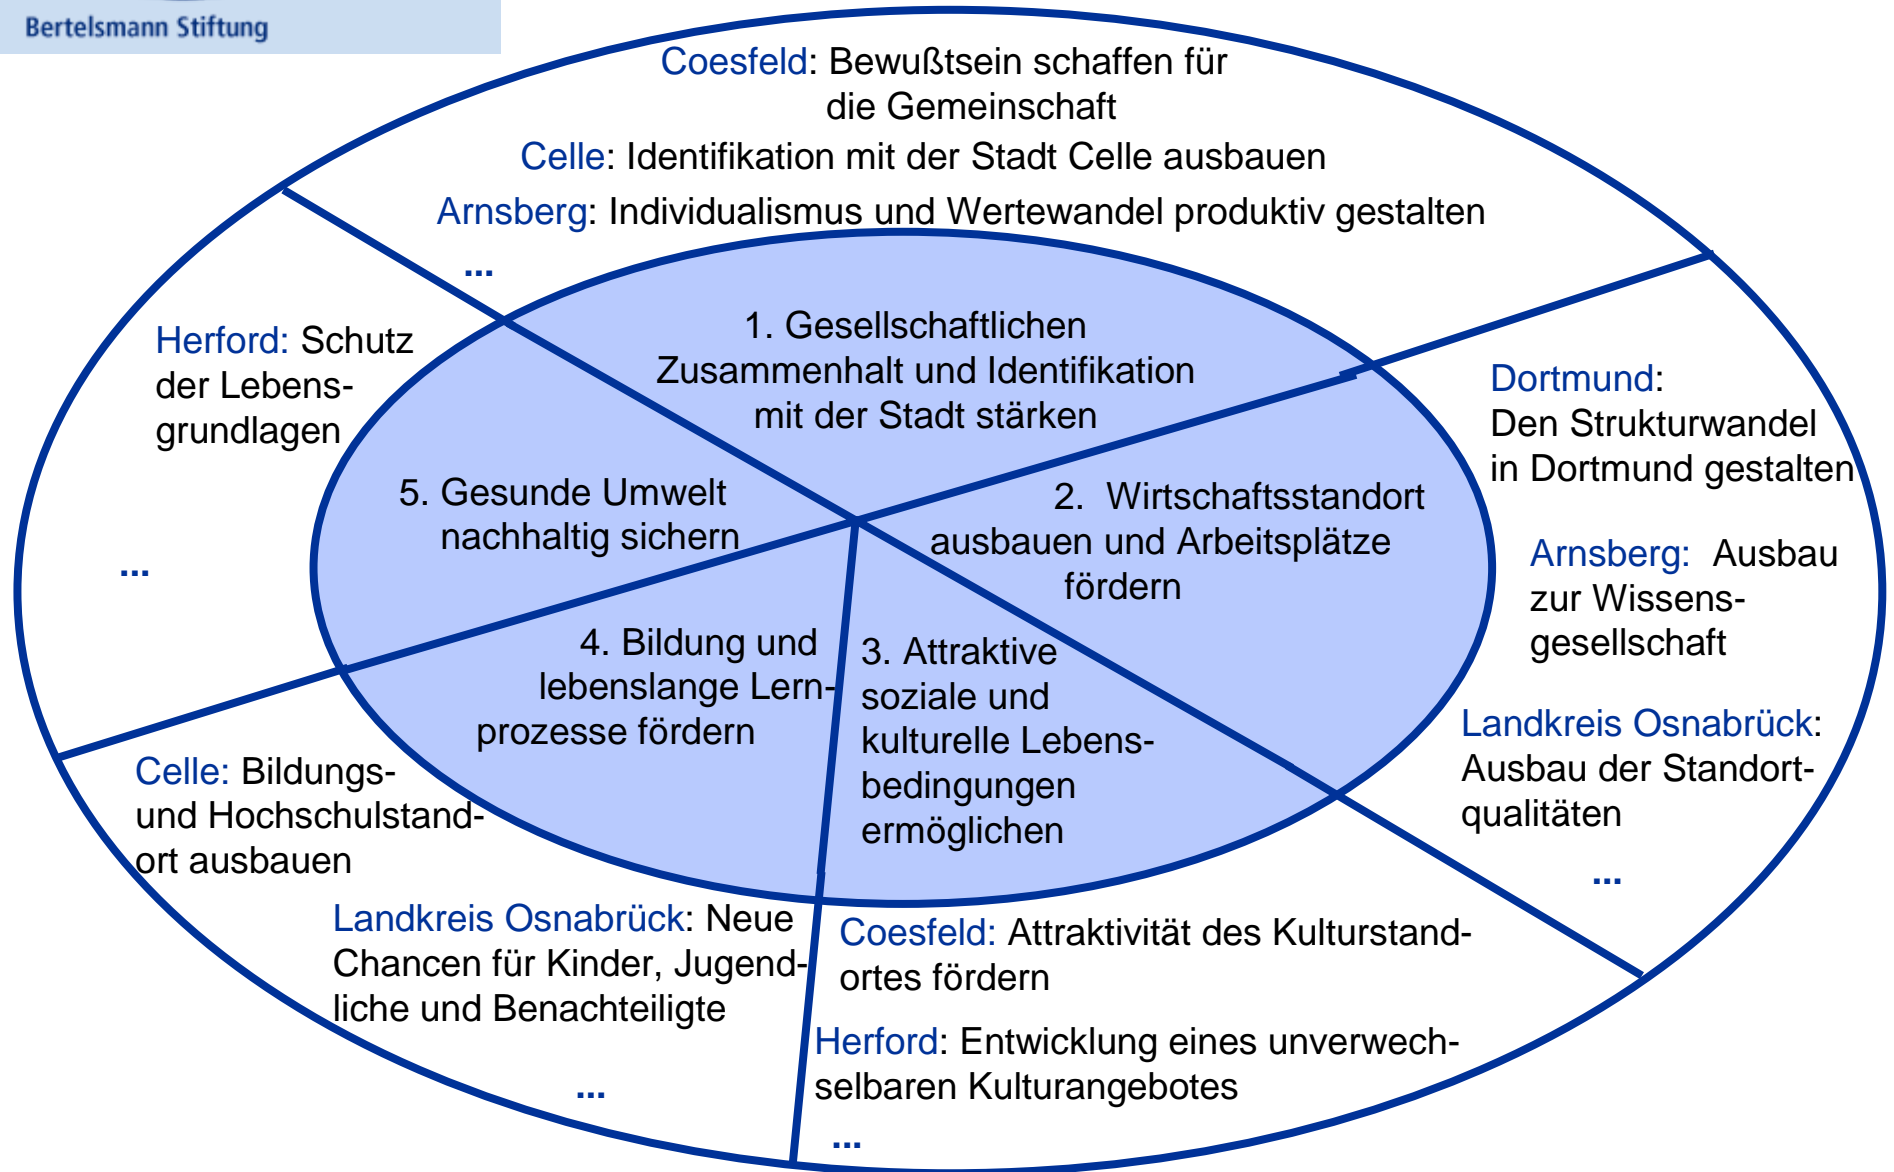 Bertelsmann Stiftung
Coesfeld: Bewußtsein schaffen für
die Gemeinschaft
Celle: Identifikation mit der Stadt Celle ausbauen
Arnsberg: Individualismus und Wertewandel produktiv gestalten
...
1. Gesellschaftlichen
Zusammenhalt und Identifikation
mit der Stadt stärken
Dortmund:
Den Strukturwandel
in Dortmund gestalten
Arnsberg: Ausbau
zur Wissens-
gesellschaft
Landkreis Osnabrück:
Ausbau der Standort-
qualitäten
...
2. Wirtschaftsstandort
ausbauen und Arbeitsplätze
fördern
3. Attraktive
soziale und
kulturelle Lebens-
bedingungen
ermöglichen
Coesfeld: Attraktivität des Kulturstand-
ortes fördern
Herford: Entwicklung eines unverwech-
selbaren Kulturangebotes
...
4. Bildung und
lebenslange Lern-
prozesse fördern
Celle: Bildungs-
und Hochschulstand-
ort ausbauen
Landkreis Osnabrück: Neue
Chancen für Kinder, Jugend-
liche und Benachteiligte
...
5. Gesunde Umwelt
nachhaltig sichern
Herford: Schutz
der Lebens-
grundlagen
...